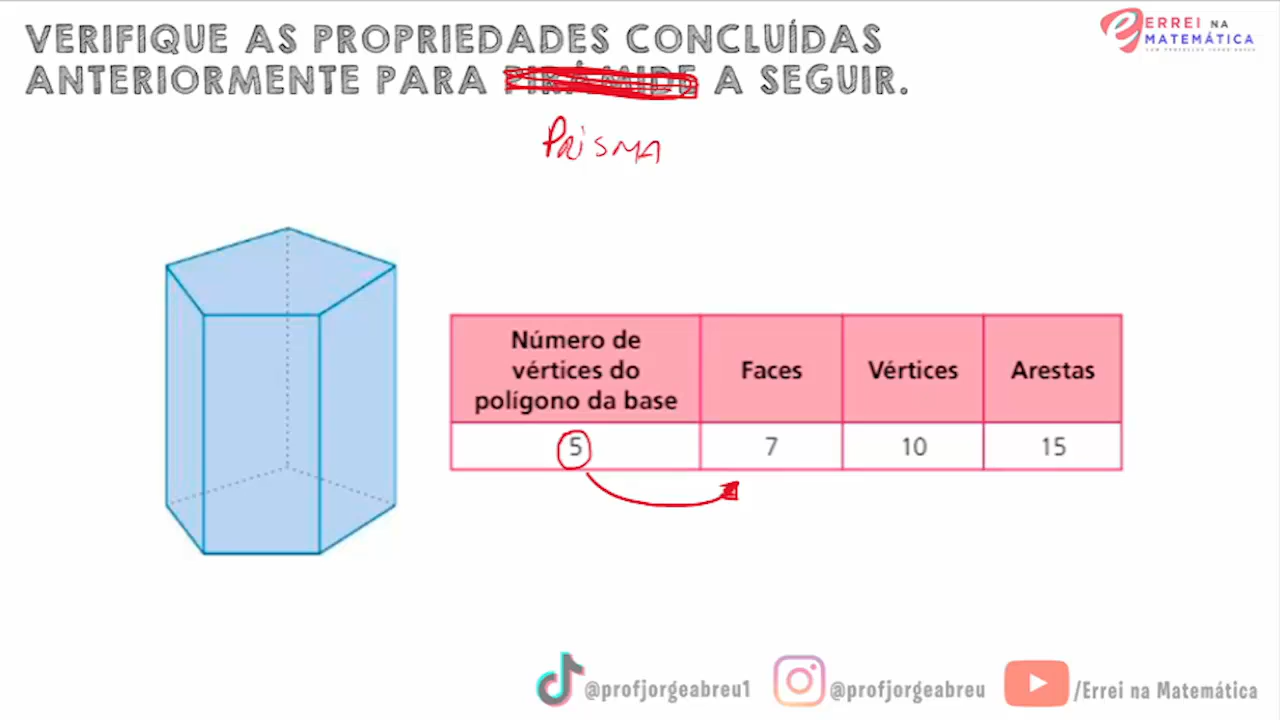 VERIFIQUE AS PROPRIEDADES CONCLUÍDAS
ANTERIORMENTE PARA PIRÂMIDE A SEGUIR.
PRISMA
ERREI NA
MATEMÁTICA
Número de
vértices do
polígono da base
Faces
Vértices
Arestas
5
7
10
15
@profjorgeabreu1
@profjorgeabreu
/Errei na Matemática